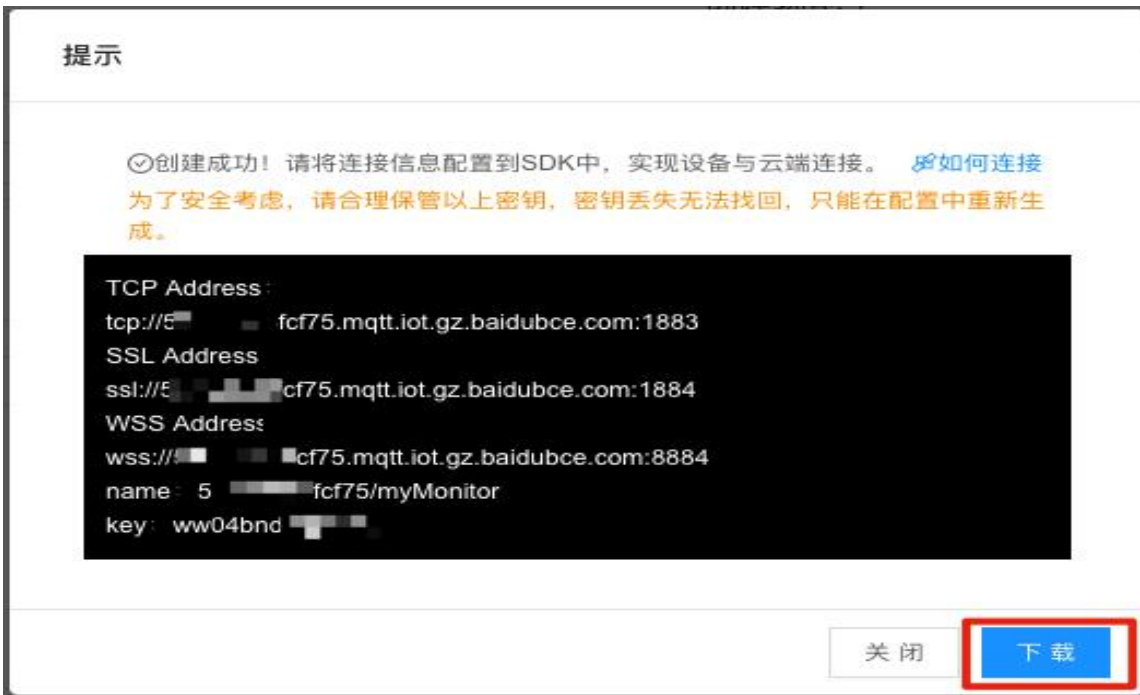 提示
创建成功！请将连接信息配置到SDK中，实现设备与云端连接。 如何连接
为了安全考虑，请合理保管以上密钥，密钥丢失无法找回，只能在配置中重新生
成。
TCP Address:
tcp://5 fcf75.mqtt.iot.gz.baidubce.com:1883
SSL Address
ssl://5 cf75.mqtt.iot.gz.baidubce.com:1884
WSS Address
wss://5 cf75.mqtt.iot.gz.baidubce.com:8884
name: 5 fcf75/myMonitor
key: ww04bnd
关闭
下载